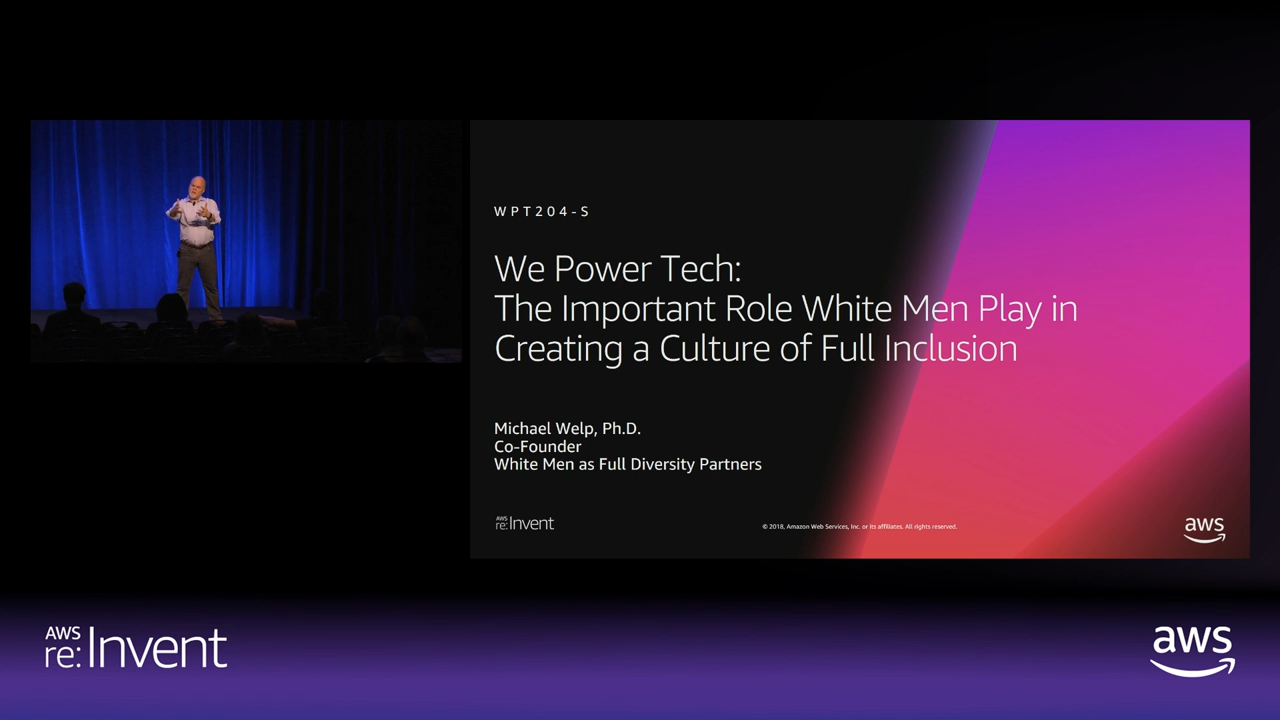 WPT204-S
We Power Tech:
The Important Role White Men Play in
Creating a Culture of Full Inclusion
Michael Welp, Ph.D.
Co-Founder
White Men as Full Diversity Partners
AWS
re:Invent
© 2018, Amazon Web Services, Inc. or its affiliates. All rights reserved.
aws
AWS
re:Invent
aws